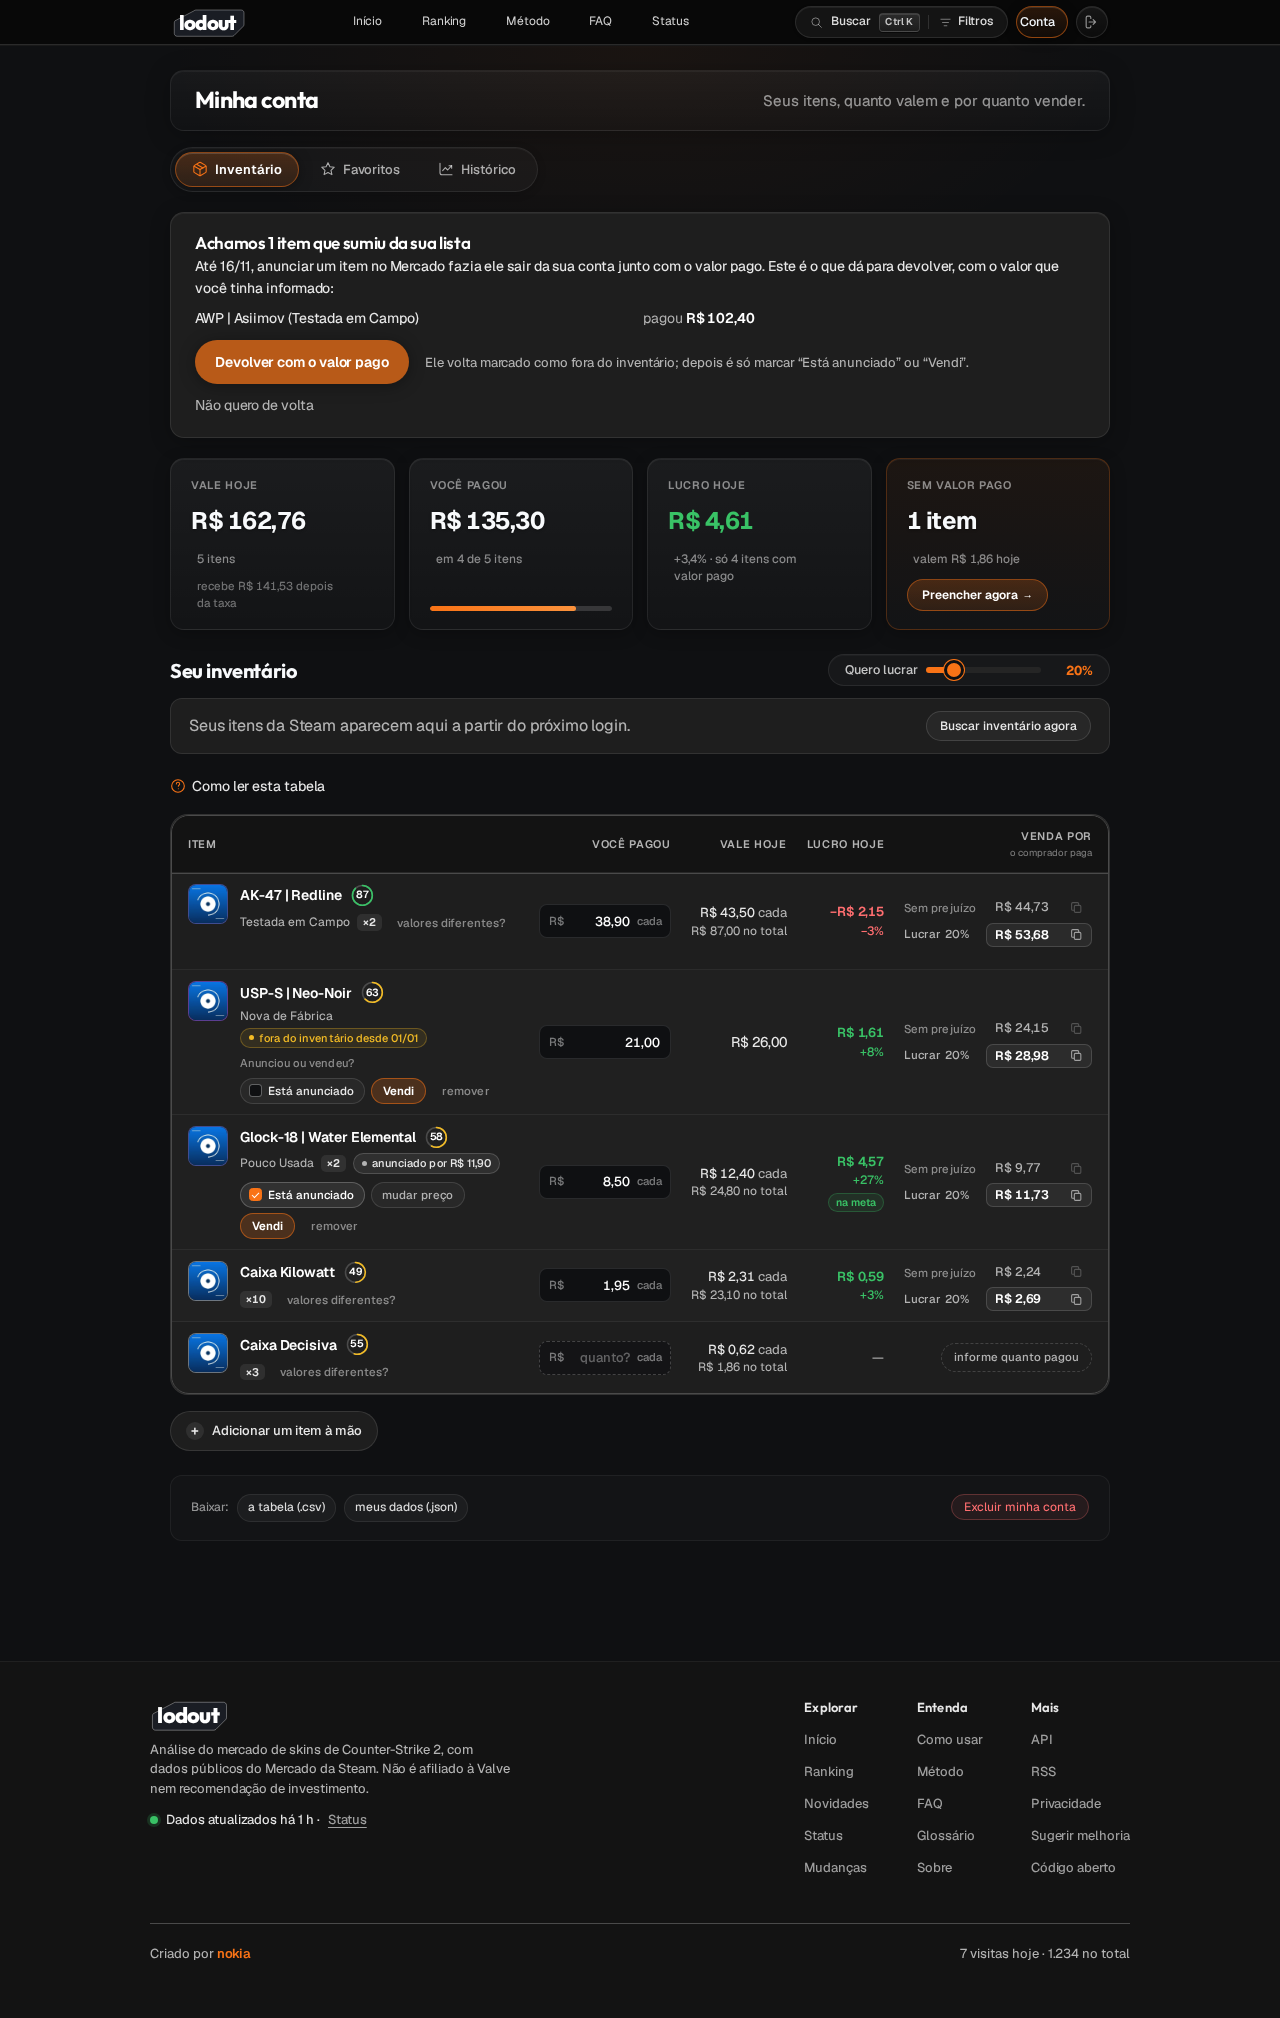 lodout
Início
Ranking
Método
FAQ
Status
Buscar Ctrl K
Filtros
Conta
Minha conta
Seus itens, quanto valem e por quanto vender.
Inventário
Favoritos
Histórico
Achamos 1 item que sumiu da sua lista
Até 16/11, anunciar um item no Mercado fazia ele sair da sua conta junto com o valor pago. Este é o que dá para devolver, com o valor que
você tinha informado:
AWP | Asiimov (Testada em Campo)
pagou R$ 102,40
Devolver com o valor pago
Ele volta marcado como fora do inventário; depois é só marcar “Está anunciado” ou “Vendi”.
Não quero de volta
VALE HOJE
R$ 162,76
5 itens
recebe R$ 141,53 depois
da taxa
VOCÊ PAGOU
R$ 135,30
em 4 de 5 itens
LUCRO HOJE
R$ 4,61
+3,4% · só 4 itens com
valor pago
SEM VALOR PAGO
1 item
valem R$ 1,86 hoje
Preencher agora →
Seu inventário
Quero lucrar
20%
Seus itens da Steam aparecem aqui a partir do próximo login.
Buscar inventário agora
Como ler esta tabela
ITEM
VOCÊ PAGOU
VALE HOJE
LUCRO HOJE
VENDA POR
o comprador paga
AK-47 | Redline 87
Testada em Campo ×2 valores diferentes?
R$ 38,90 cada
R$ 43,50 cada
R$ 87,00 no total
−R$ 2,15
−3%
Sem prejuízo R$ 44,73
Lucrar 20% R$ 53,68
USP-S | Neo-Noir 63
Nova de Fábrica
fora do inventário desde 01/01
Anunciou ou vendeu?
Está anunciado Vendi remover
R$ 21,00
R$ 26,00
R$ 1,61
+8%
Sem prejuízo R$ 24,15
Lucrar 20% R$ 28,98
Glock-18 | Water Elemental 58
Pouco Usada ×2 anunciado por R$ 11,90
Está anunciado mudar preço
Vendi remover
R$ 8,50 cada
R$ 12,40 cada
R$ 24,80 no total
R$ 4,57
+27%
na meta
Sem prejuízo R$ 9,77
Lucrar 20% R$ 11,73
Caixa Kilowatt 49
×10 valores diferentes?
R$ 1,95 cada
R$ 2,31 cada
R$ 23,10 no total
R$ 0,59
+3%
Sem prejuízo R$ 2,24
Lucrar 20% R$ 2,69
Caixa Decisiva 55
×3 valores diferentes?
R$ quanto? cada
R$ 0,62 cada
R$ 1,86 no total
—
informe quanto pagou
+ Adicionar um item à mão
Baixar:
a tabela (.csv)
meus dados (.json)
Excluir minha conta
lodout
Análise do mercado de skins de Counter-Strike 2, com
dados públicos do Mercado da Steam. Não é afiliado à Valve
nem recomendação de investimento.
Dados atualizados há 1 h · Status
Explorar
Início
Ranking
Novidades
Status
Mudanças
Entenda
Como usar
Método
FAQ
Glossário
Sobre
Mais
API
RSS
Privacidade
Sugerir melhoria
Código aberto
Criado por nokia
7 visitas hoje · 1.234 no total